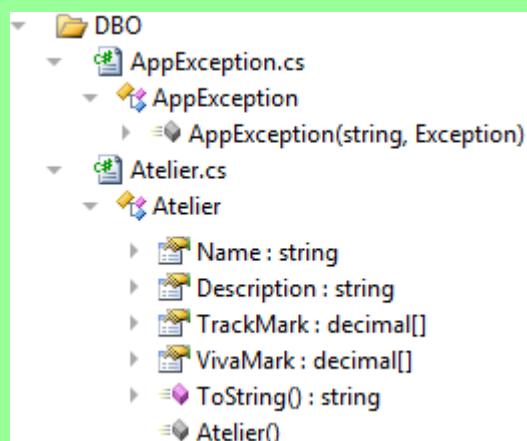 DBO
AppException.cs
AppException
AppException(string, Exception)
Atelier.cs
Atelier
Name : string
Description : string
TrackMark : decimal[]
VivaMark : decimal[]
ToString() : string
Atelier()